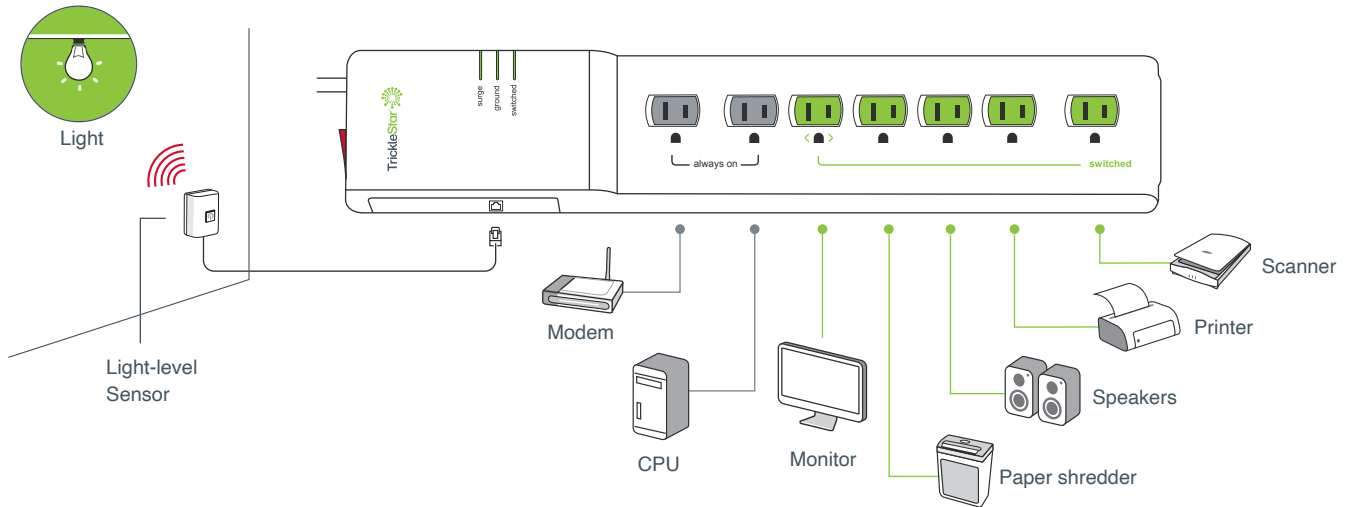 Light
surge
ground
switched
TrickleStar
always on
switched
Light-level
Sensor
Modem
CPU
Monitor
Paper shredder
Speakers
Printer
Scanner